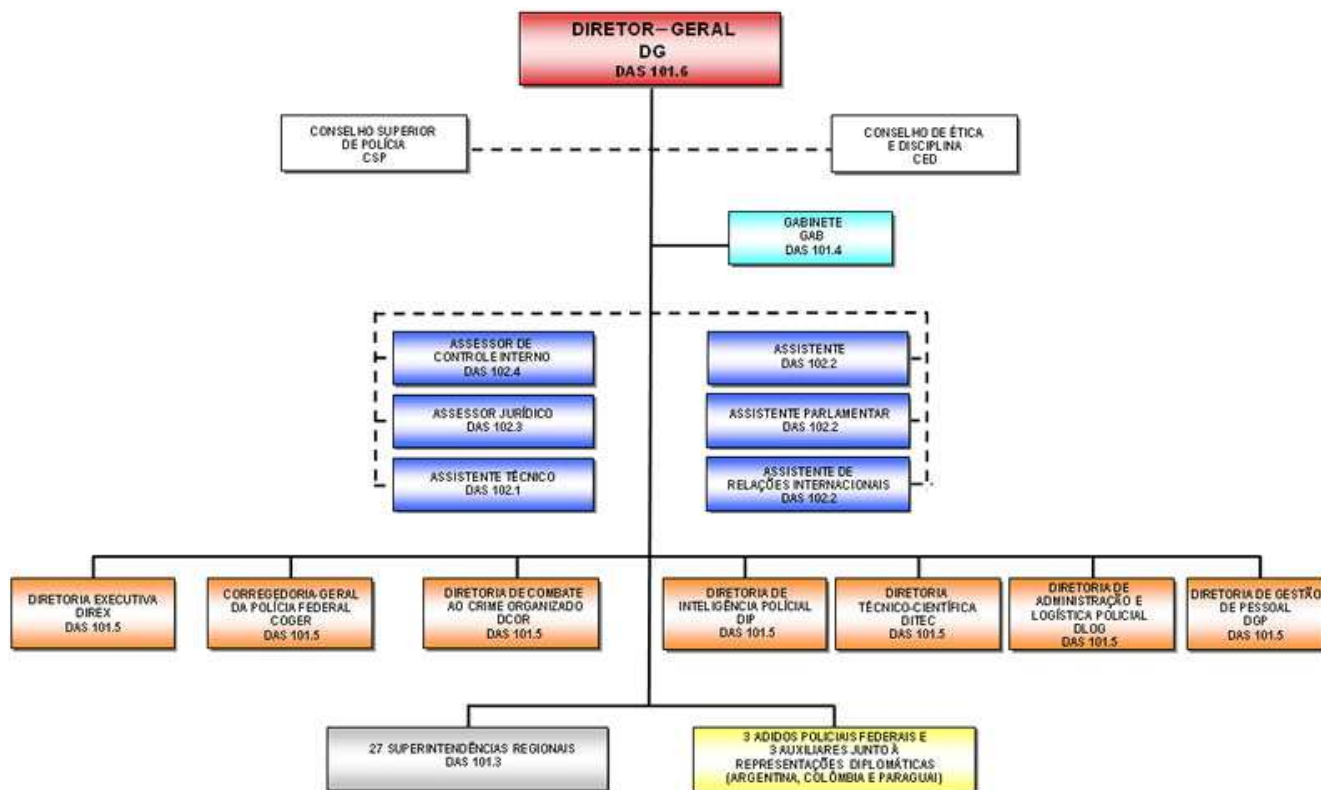 DIRETOR–GERAL
DG
DAS 101.6
CONSELHO SUPERIOR
DE POLÍCIA
CSP
CONSELHO DE ÉTICA
E DISCIPLINA
CED
GABINETE
GAB
DAS 101.4
ASSESSOR DE
CONTROLE INTERNO
DAS 102.4
ASSISTENTE
DAS 102.2
ASSESSOR JURÍDICO
DAS 102.3
ASSISTENTE PARLAMENTAR
DAS 102.2
ASSISTENTE TÉCNICO
DAS 102.1
ASSISTENTE DE
RELAÇÕES INTERNACIONAIS
DAS 102.2
DIRETORIA EXECUTIVA
DIREX
DAS 101.5
CORREGEDORIA-GERAL
DA POLÍCIA FEDERAL
COGER
DAS 101.5
DIRETORIA DE COMBATE
AO CRIME ORGANIZADO
DCOR
DAS 101.5
DIRETORIA DE
INTELIGÊNCIA POLÍCIAL
DIP
DAS 101.5
DIRETORIA
TÉCNICO-CIENTÍFICA
DITEC
DAS 101.5
DIRETORIA DE
ADMINISTRAÇÃO E
LOGÍSTICA POLICIAL
DLOG
DAS 101.5
DIRETORIA DE GESTÃO
DE PESSOAL
DGP
DAS 101.5
27 SUPERINTENDÊNCIAS REGIONAIS
DAS 101.3
3 ADIDOS POLICIAIS FEDERAIS E
3 AUXILIARES JUNTO À
REPRESENTAÇÕES DIPLOMÁTICAS
(ARGENTINA, COLÔMBIA E PARAGUAI)